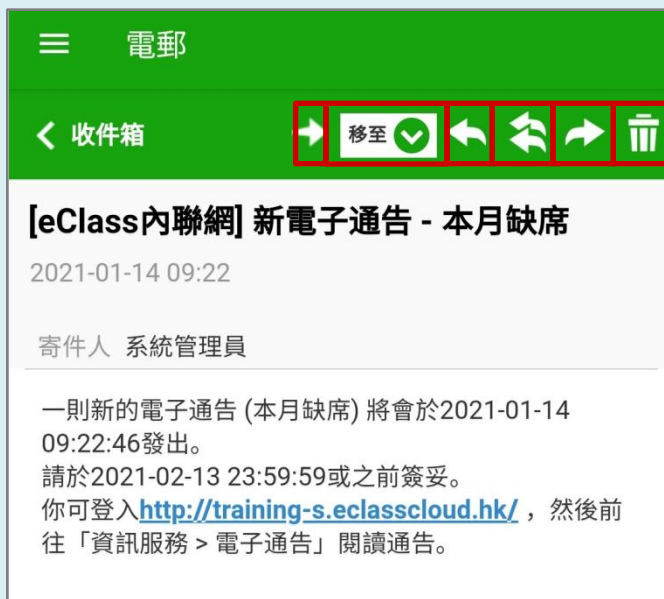 電郵
收件箱 移至
[eClass內聯網] 新電子通告 - 本月缺席
2021-01-14 09:22
寄件人 系統管理員
一則新的電子通告 (本月缺席) 將會於2021-01-14
09:22:46發出。
請於2021-02-13 23:59:59或之前簽妥。
你可登入http://training-s.eclasscloud.hk/ ，然後前
往「資訊服務 > 電子通告」閱讀通告。